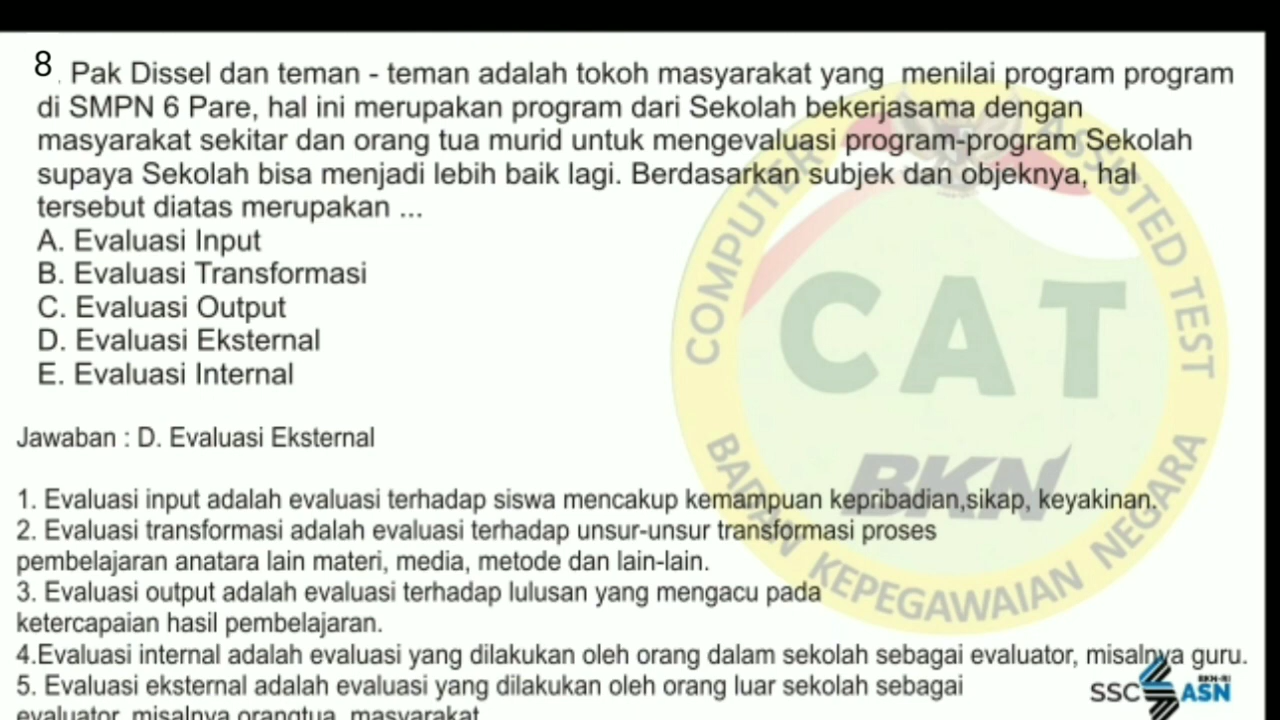 8. Pak Dissel dan teman - teman adalah tokoh masyarakat yang menilai program program
di SMPN 6 Pare, hal ini merupakan program dari Sekolah bekerjasama dengan
masyarakat sekitar dan orang tua murid untuk mengevaluasi program-program Sekolah
supaya Sekolah bisa menjadi lebih baik lagi. Berdasarkan subjek dan objeknya, hal
tersebut diatas merupakan ...
A. Evaluasi Input
B. Evaluasi Transformasi
C. Evaluasi Output
D. Evaluasi Eksternal
E. Evaluasi Internal
Jawaban : D. Evaluasi Eksternal
1. Evaluasi input adalah evaluasi terhadap siswa mencakup kemampuan kepribadian,sikap, keyakinan.
2. Evaluasi transformasi adalah evaluasi terhadap unsur-unsur transformasi proses
pembelajaran anatara lain materi, media, metode dan lain-lain.
3. Evaluasi output adalah evaluasi terhadap lulusan yang mengacu pada
ketercapaian hasil pembelajaran.
4.Evaluasi internal adalah evaluasi yang dilakukan oleh orang dalam sekolah sebagai evaluator, misalnya guru.
5. Evaluasi eksternal adalah evaluasi yang dilakukan oleh orang luar sekolah sebagai
evaluator, misalnya orangtua, masyarakat
COMPUTER ASSISTED TEST
CAT
BKN
BADAN KEPEGAWAIAN NEGARA
BKN-RI
SSC ASN